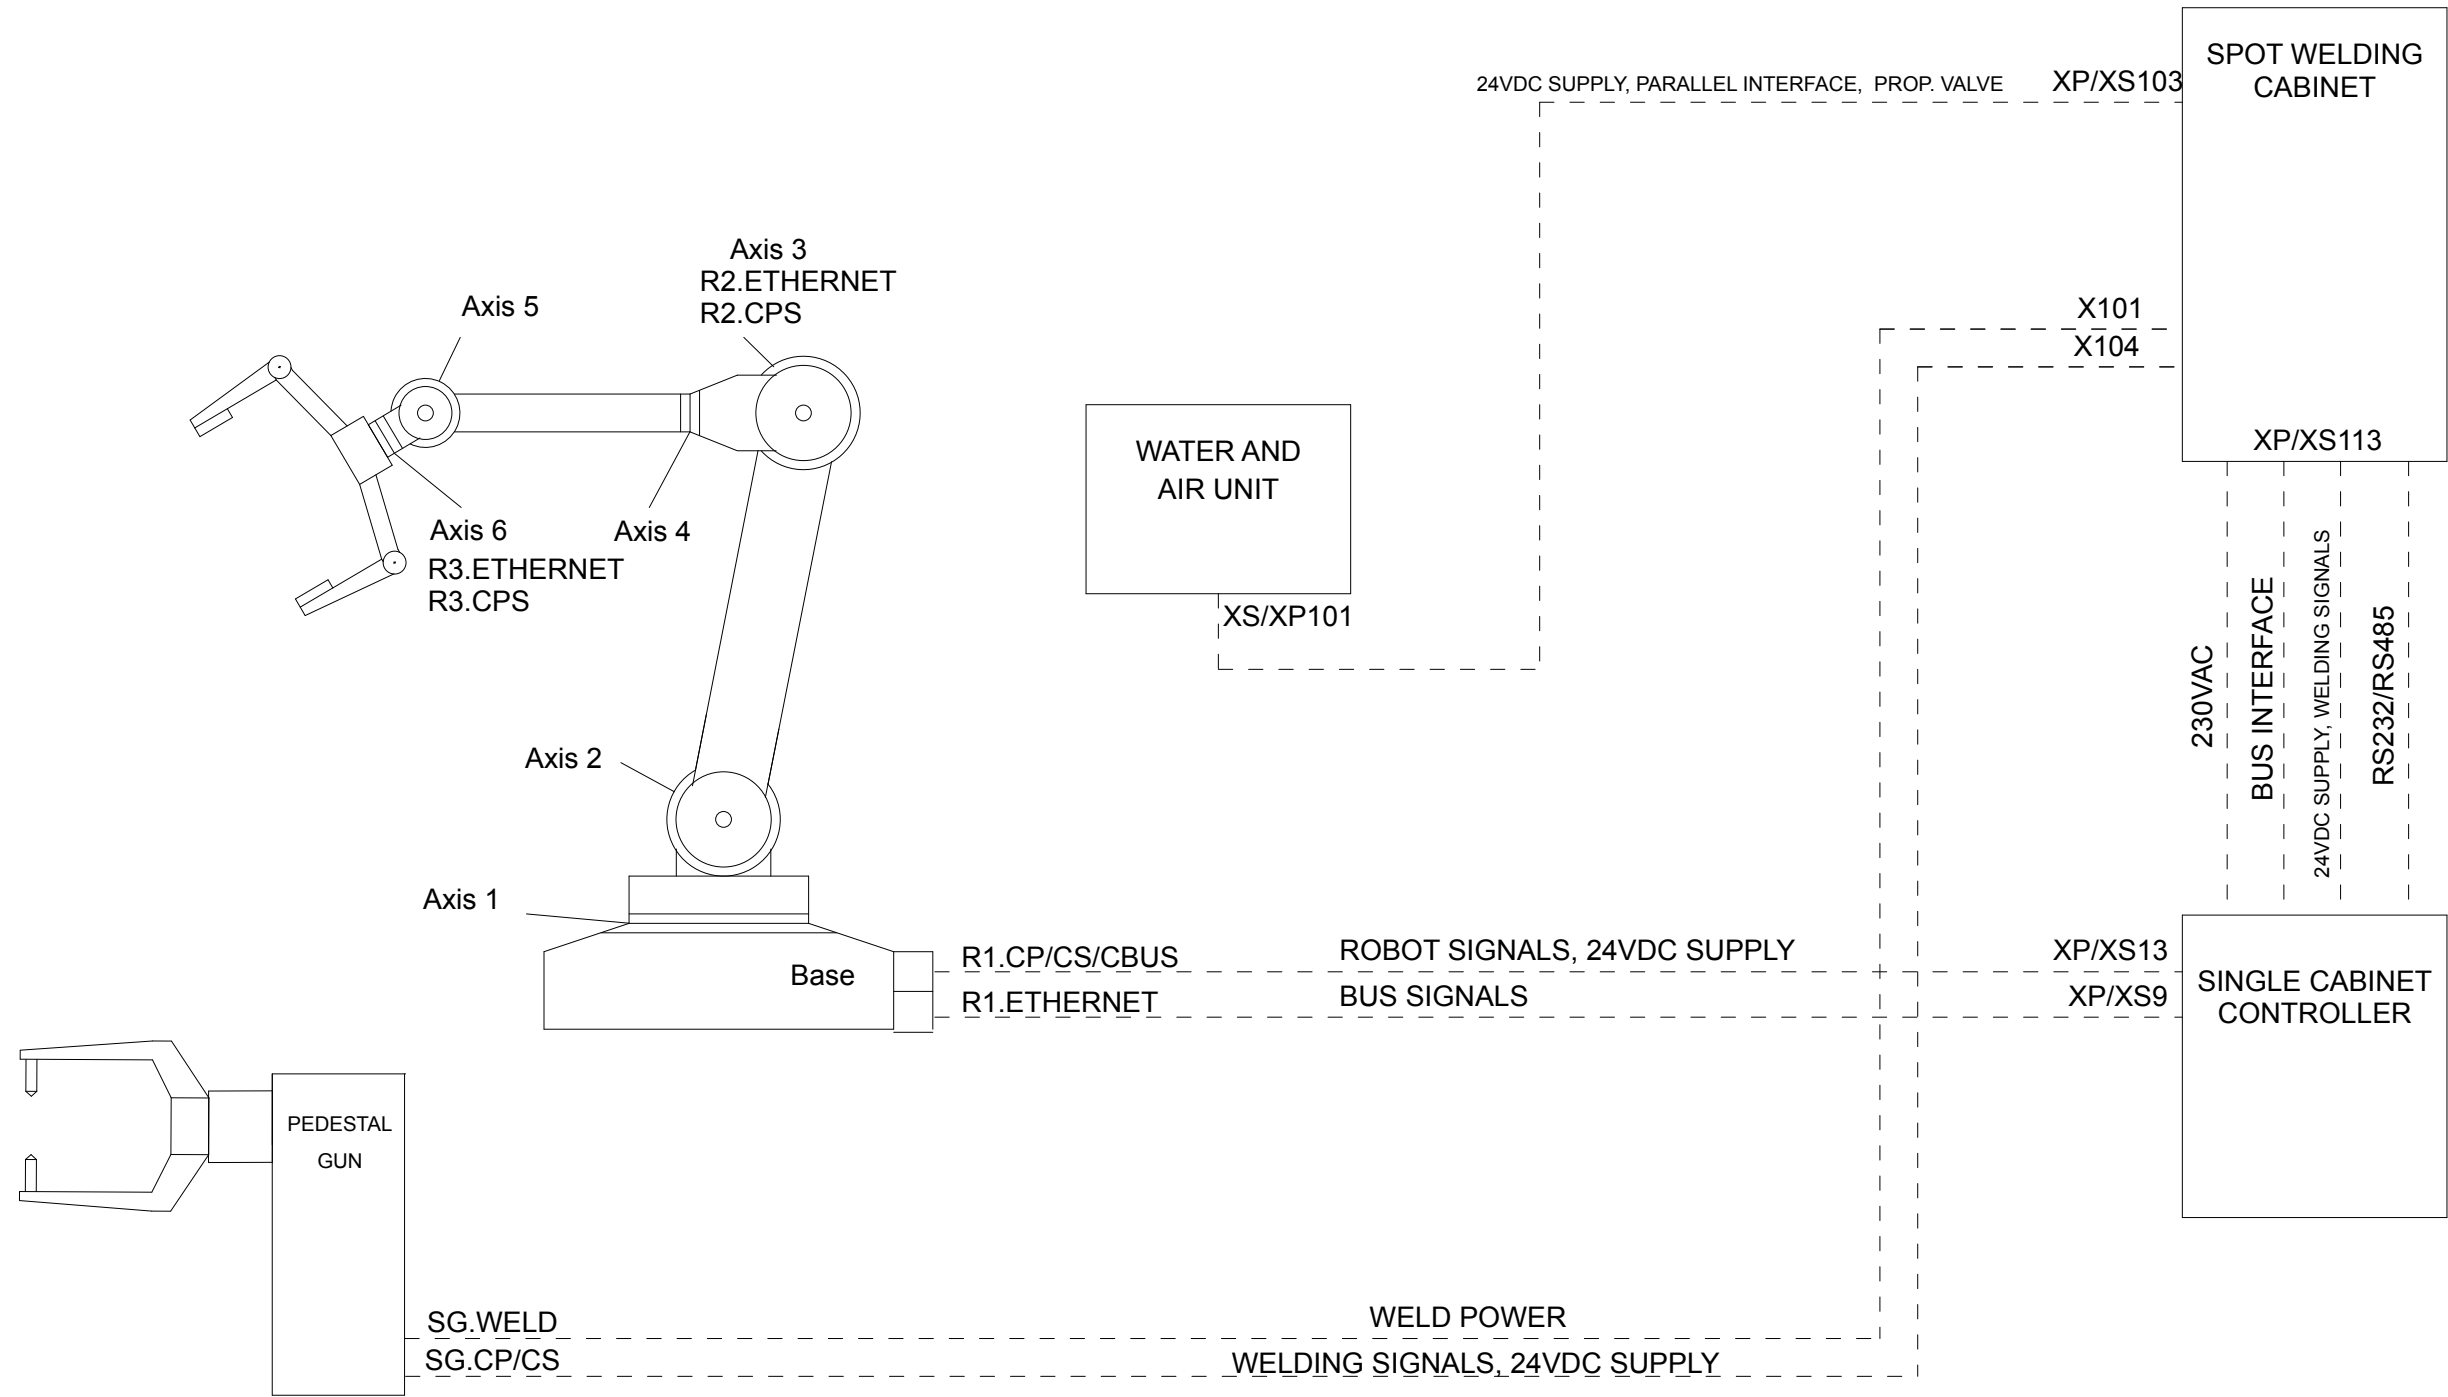 SPOT WELDING
CABINET
24VDC SUPPLY, PARALLEL INTERFACE, PROP. VALVE
XP/XS103
Axis 3
R2.ETHERNET
R2.CPS
Axis 5
X101
X104
WATER AND
AIR UNIT
XP/XS113
Axis 6
R3.ETHERNET
R3.CPS
Axis 4
XS/XP101
230VAC
BUS INTERFACE
24VDC SUPPLY, WELDING SIGNALS
RS232/RS485
Axis 2
Axis 1
Base
R1.CP/CS/CBUS
ROBOT SIGNALS, 24VDC SUPPLY
XP/XS13
R1.ETHERNET
BUS SIGNALS
XP/XS9
SINGLE CABINET
CONTROLLER
PEDESTAL
GUN
SG.WELD
WELD POWER
SG.CP/CS
WELDING SIGNALS, 24VDC SUPPLY